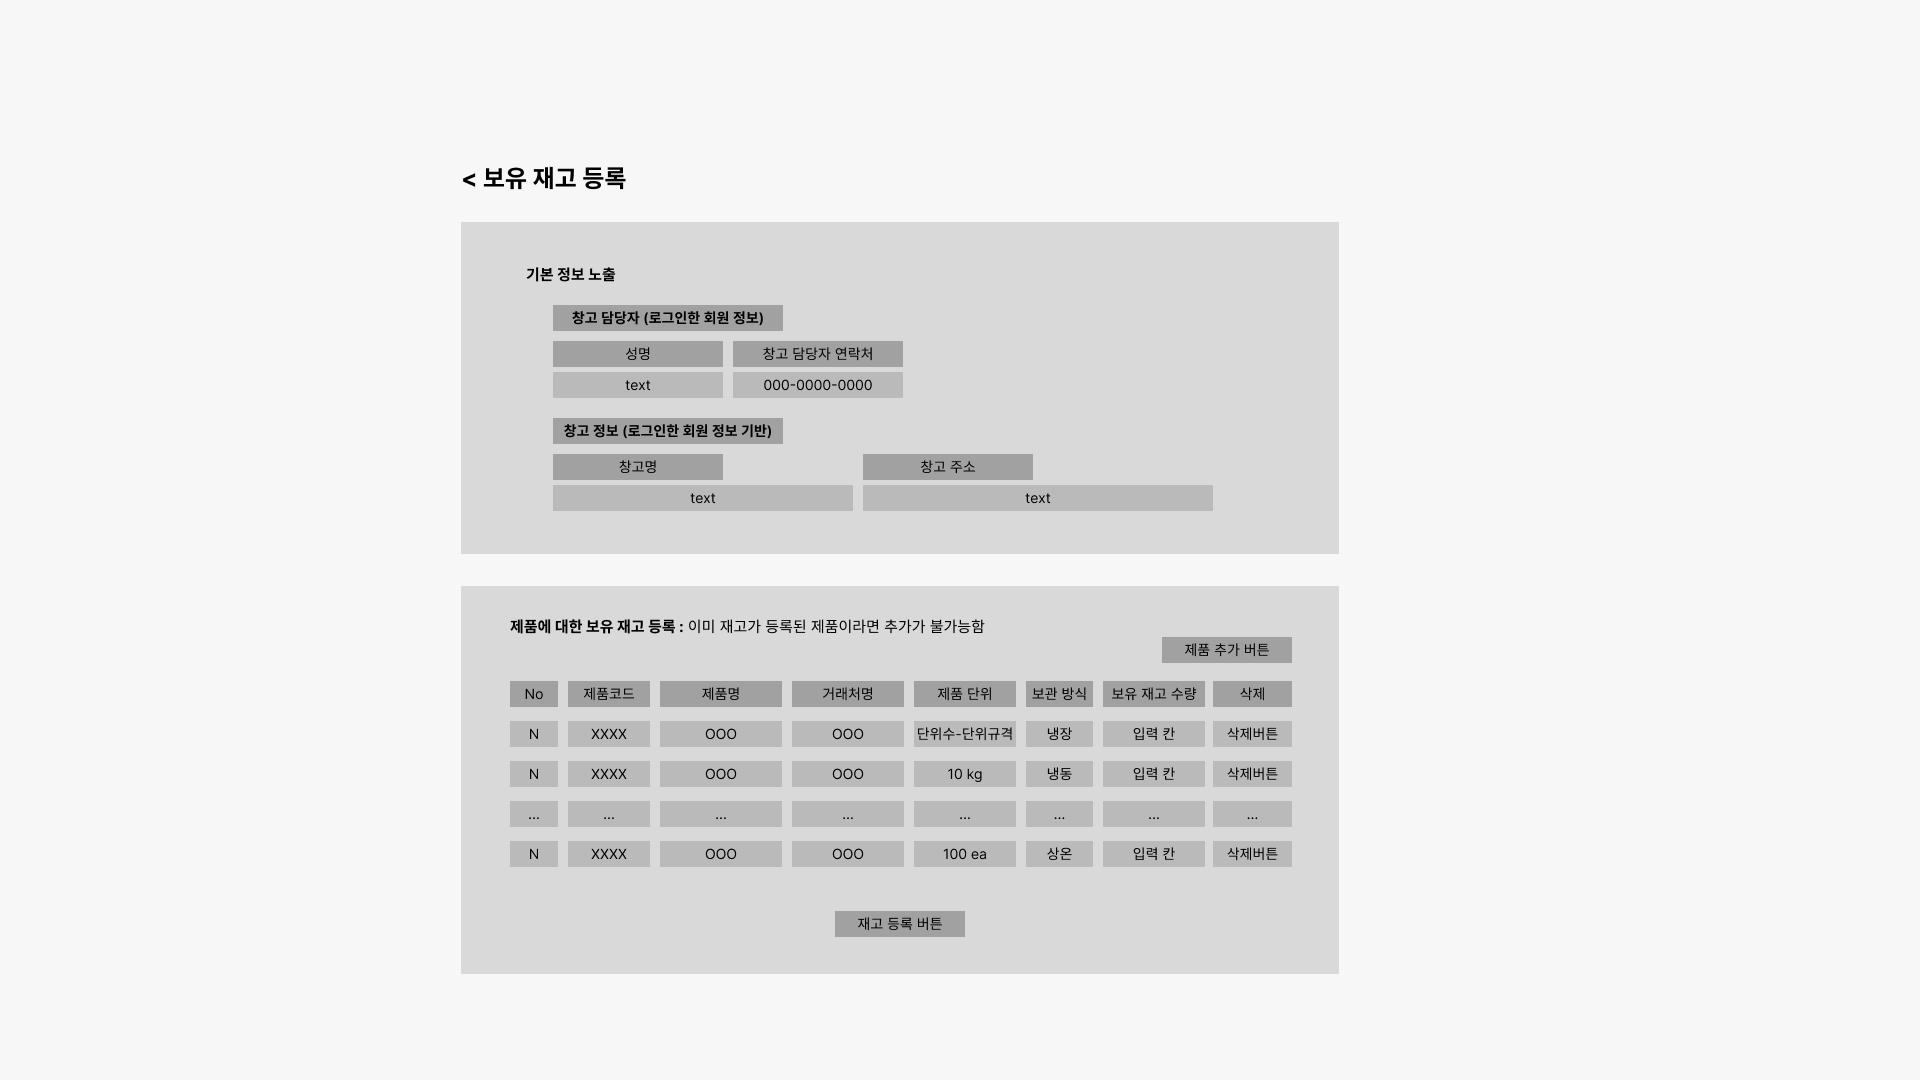 < 보유 재고 등록
기본 정보 노출
창고 담당자 (로그인한 회원 정보)
성명 창고 담당자 연락처
text 000-0000-0000
창고 정보 (로그인한 회원 정보 기반)
창고명 창고 주소
text text
제품에 대한 보유 재고 등록 : 이미 재고가 등록된 제품이라면 추가가 불가능함
제품 추가 버튼
No 제품코드 제품명 거래처명 제품 단위 보관 방식 보유 재고 수량 삭제
N XXXX OOO OOO 단위수-단위규격 냉장 입력 칸 삭제버튼
N XXXX OOO OOO 10 kg 냉동 입력 칸 삭제버튼
... ... ... ... ... ... ... ...
N XXXX OOO OOO 100 ea 상온 입력 칸 삭제버튼
재고 등록 버튼